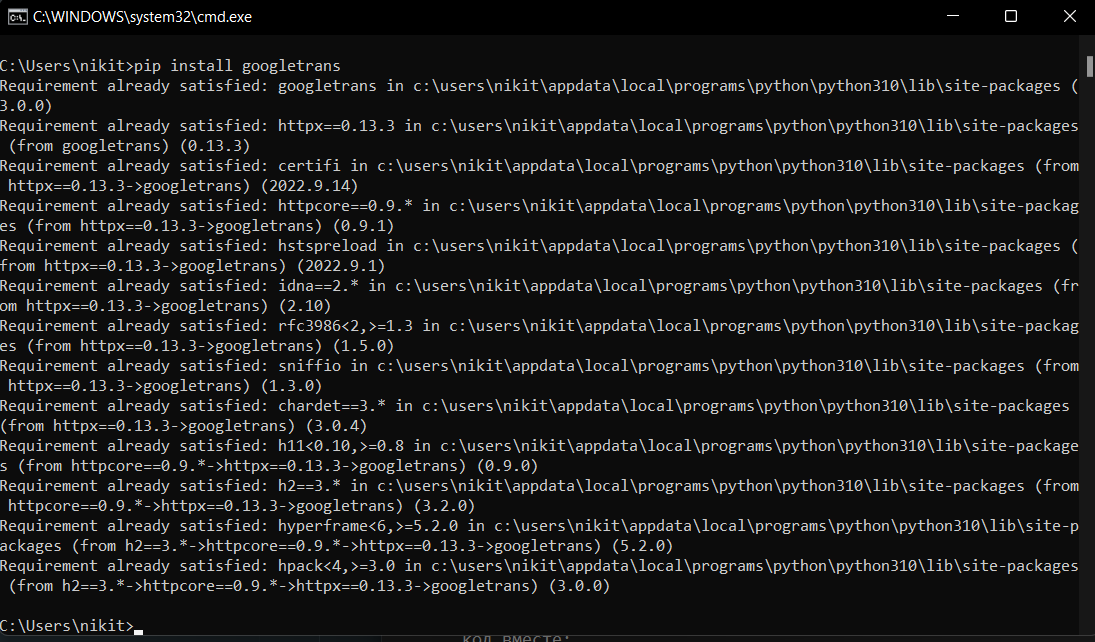 C:\WINDOWS\system32\cmd.exe
C:\Users\nikit>pip install googletrans
Requirement already satisfied: googletrans in c:\users\nikit\appdata\local\programs\python\python310\lib\site-packages (
3.0.0)
Requirement already satisfied: httpx==0.13.3 in c:\users\nikit\appdata\local\programs\python\python310\lib\site-packages
 (from googletrans) (0.13.3)
Requirement already satisfied: certifi in c:\users\nikit\appdata\local\programs\python\python310\lib\site-packages (from
 httpx==0.13.3->googletrans) (2022.9.14)
Requirement already satisfied: httpcore==0.9.* in c:\users\nikit\appdata\local\programs\python\python310\lib\site-packag
es (from httpx==0.13.3->googletrans) (0.9.1)
Requirement already satisfied: hstspreload in c:\users\nikit\appdata\local\programs\python\python310\lib\site-packages (
from httpx==0.13.3->googletrans) (2022.9.1)
Requirement already satisfied: idna==2.* in c:\users\nikit\appdata\local\programs\python\python310\lib\site-packages (fr
om httpx==0.13.3->googletrans) (2.10)
Requirement already satisfied: rfc3986<2,>=1.3 in c:\users\nikit\appdata\local\programs\python\python310\lib\site-packag
es (from httpx==0.13.3->googletrans) (1.5.0)
Requirement already satisfied: sniffio in c:\users\nikit\appdata\local\programs\python\python310\lib\site-packages (from
 httpx==0.13.3->googletrans) (1.3.0)
Requirement already satisfied: chardet==3.* in c:\users\nikit\appdata\local\programs\python\python310\lib\site-packages
(from httpx==0.13.3->googletrans) (3.0.4)
Requirement already satisfied: h11<0.10,>=0.8 in c:\users\nikit\appdata\local\programs\python\python310\lib\site-package
s (from httpcore==0.9.*->httpx==0.13.3->googletrans) (0.9.0)
Requirement already satisfied: h2==3.* in c:\users\nikit\appdata\local\programs\python\python310\lib\site-packages (from
 httpcore==0.9.*->httpx==0.13.3->googletrans) (3.2.0)
Requirement already satisfied: hyperframe<6,>=5.2.0 in c:\users\nikit\appdata\local\programs\python\python310\lib\site-p
ackages (from h2==3.*->httpcore==0.9.*->httpx==0.13.3->googletrans) (5.2.0)
Requirement already satisfied: hpack<4,>=3.0 in c:\users\nikit\appdata\local\programs\python\python310\lib\site-packages
 (from h2==3.*->httpcore==0.9.*->httpx==0.13.3->googletrans) (3.0.0)
C:\Users\nikit>
код вместе: